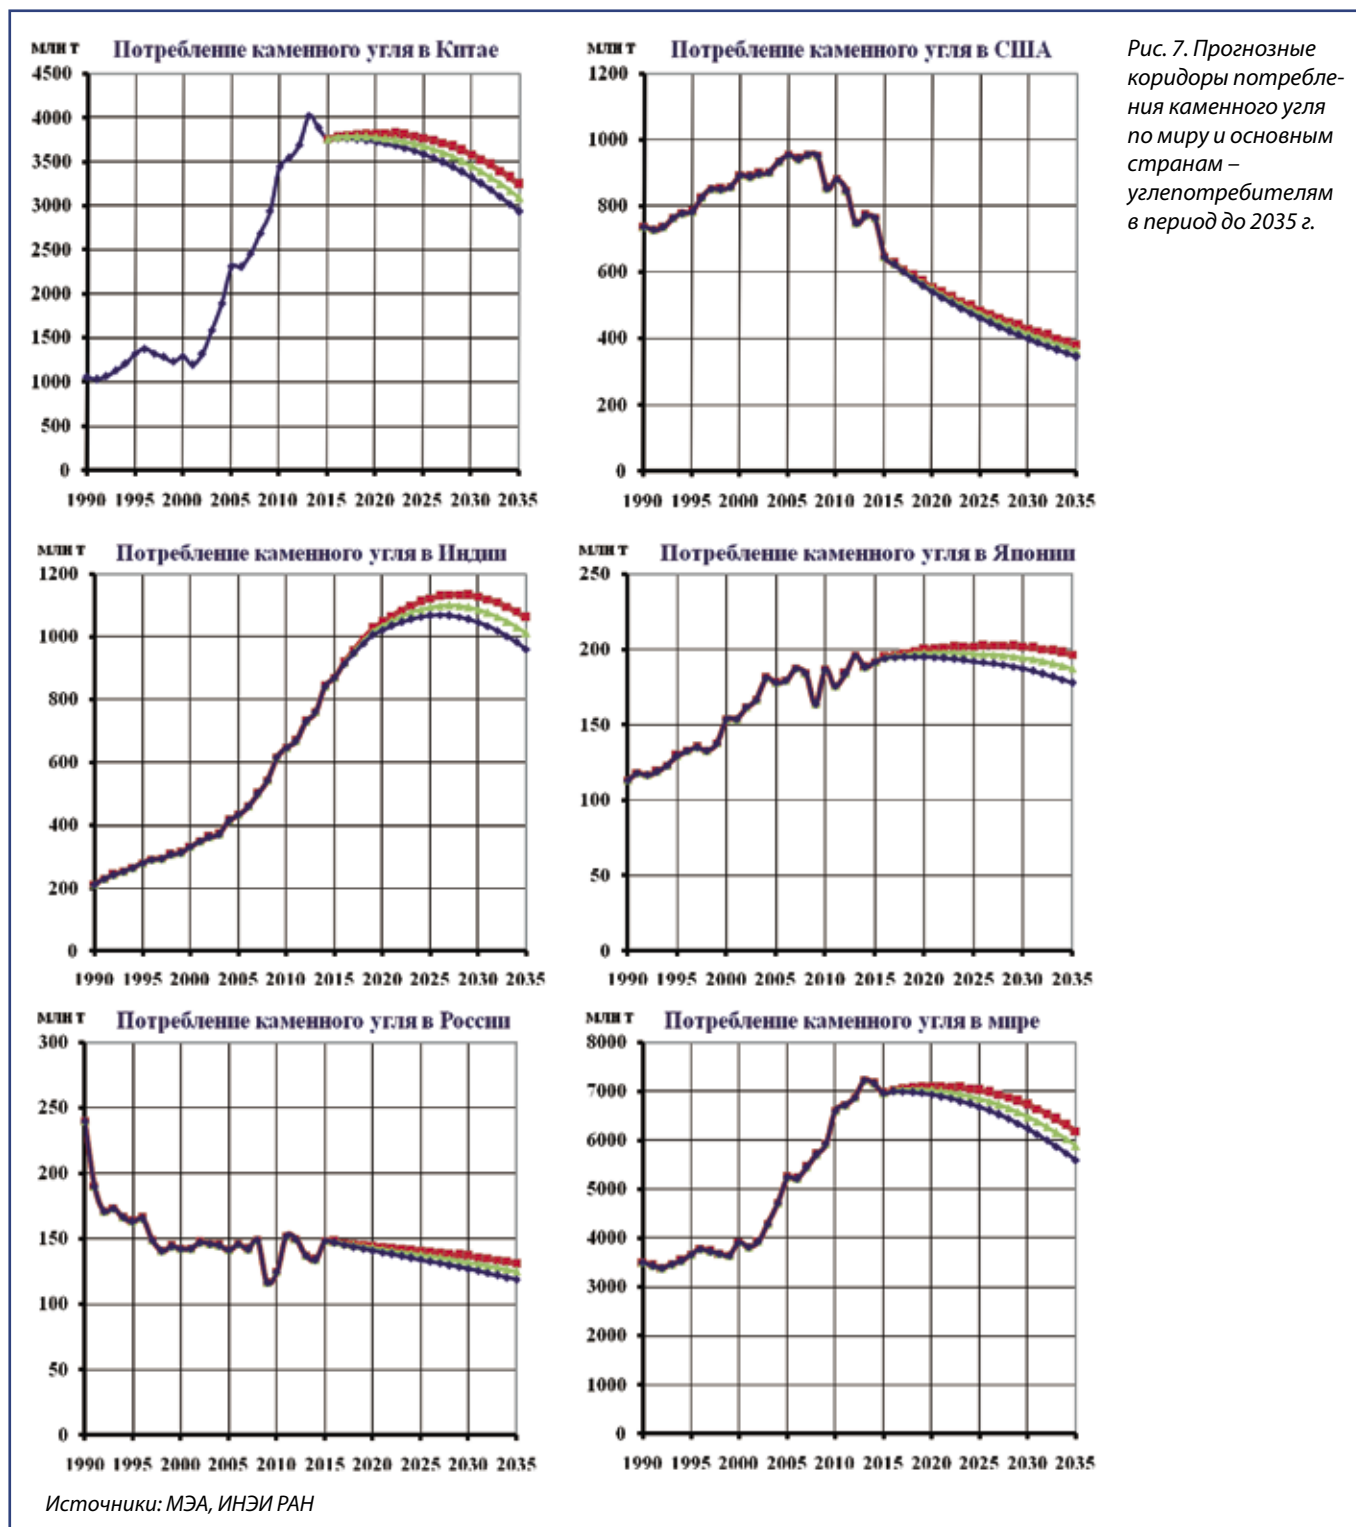 млн т Потребление каменного угля в Китае
4500
4000
3500
3000
2500
2000
1500
1000
500
0
1990 1995 2000 2005 2010 2015 2020 2025 2030 2035
млн т Потребление каменного угля в США
1200
1000
800
600
400
200
0
1990 1995 2000 2005 2010 2015 2020 2025 2030 2035
Рис. 7. Прогнозные
коридоры потребле-
ния каменного угля
по миру и основным
странам –
углепотребителям
в период до 2035 г.
млн т Потребление каменного угля в Индии
1200
1000
800
600
400
200
0
1990 1995 2000 2005 2010 2015 2020 2025 2030 2035
млн т Потребление каменного угля в Японии
250
200
150
100
50
0
1990 1995 2000 2005 2010 2015 2020 2025 2030 2035
млн т Потребление каменного угля в России
300
250
200
150
100
50
0
1990 1995 2000 2005 2010 2015 2020 2025 2030 2035
млн т Потребление каменного угля в мире
8000
7000
6000
5000
4000
3000
2000
1000
0
1990 1995 2000 2005 2010 2015 2020 2025 2030 2035
Источники: МЭА, ИНЭИ РАН